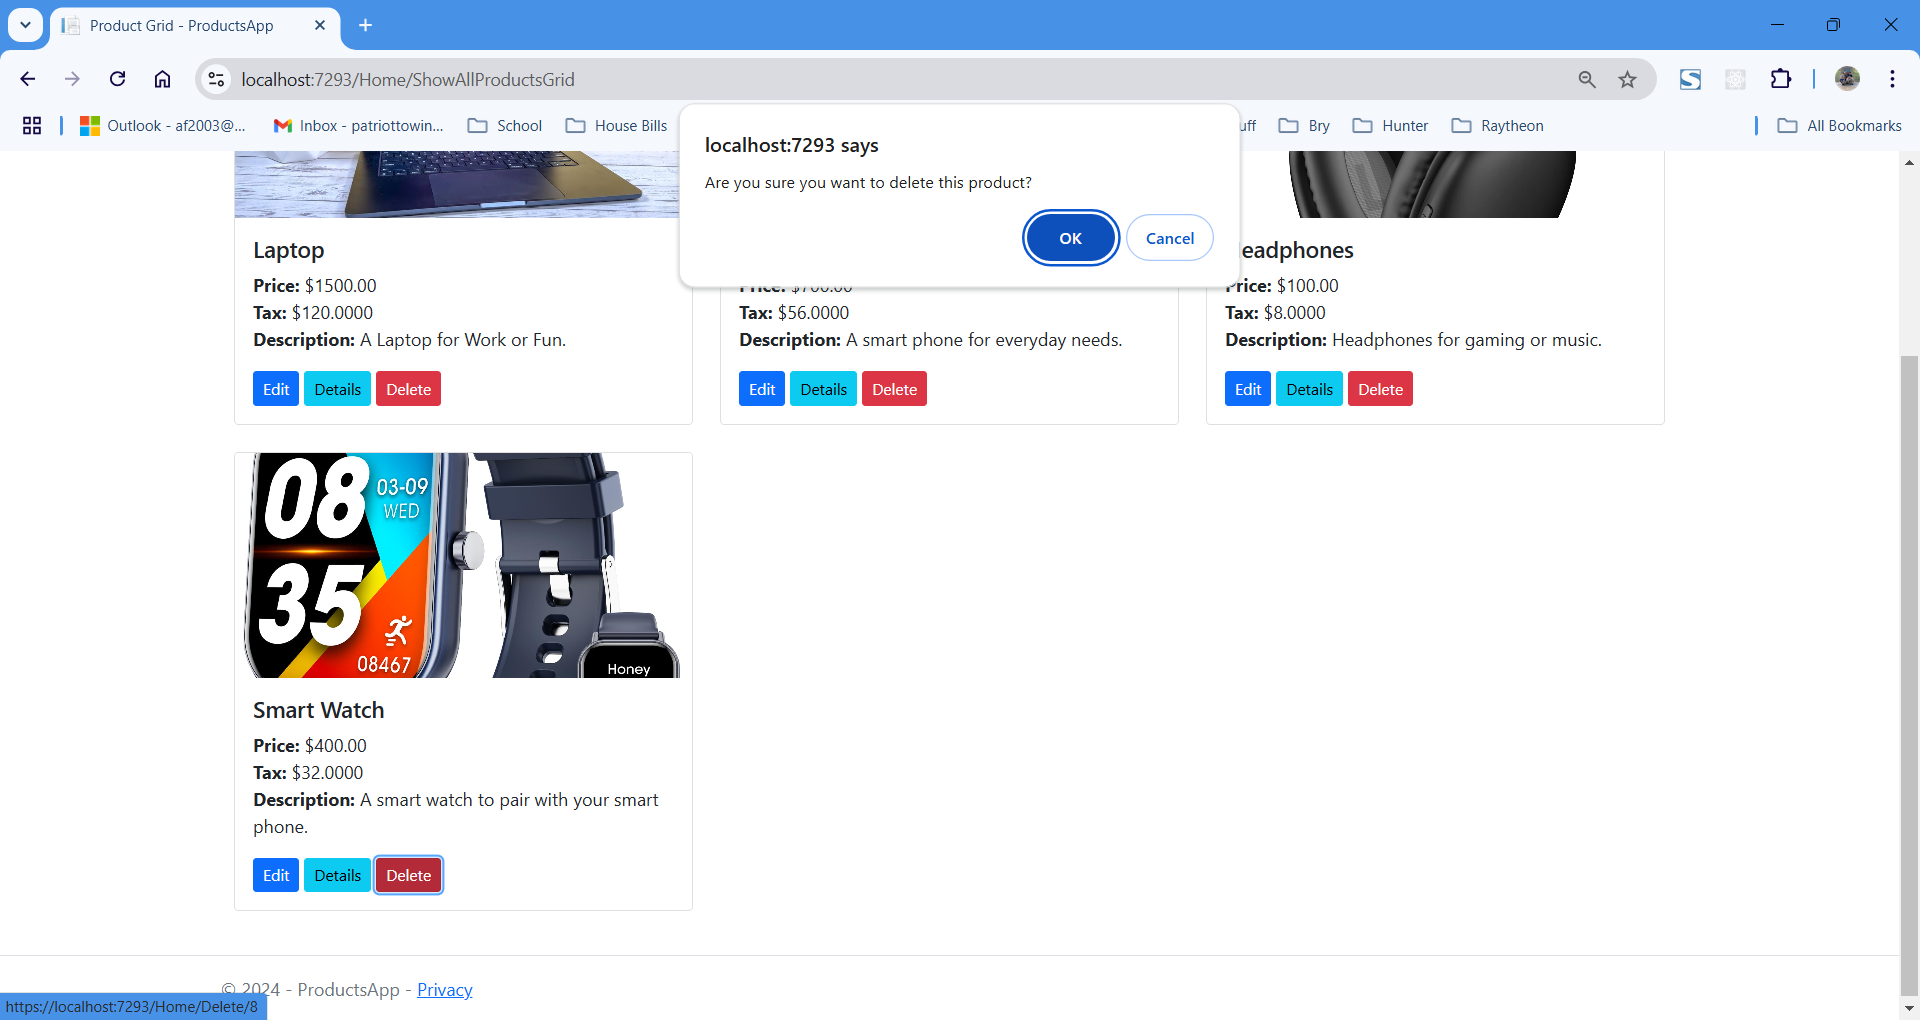 Product Grid - ProductsApp
localhost:7293/Home/ShowAllProductsGrid
Outlook - af2003@... Inbox - patriottowin... School House Bills uff Bry Hunter Raytheon All Bookmarks
localhost:7293 says
Are you sure you want to delete this product?
OK Cancel
Laptop
Price: $1500.00
Tax: $120.0000
Description: A Laptop for Work or Fun.
Edit Details Delete
Price: $700.00
Tax: $56.0000
Description: A smart phone for everyday needs.
Edit Details Delete
eadphones
Price: $100.00
Tax: $8.0000
Description: Headphones for gaming or music.
Edit Details Delete
08 03-09
WED
35
08467
Honey
Smart Watch
Price: $400.00
Tax: $32.0000
Description: A smart watch to pair with your smart
phone.
Edit Details Delete
© 2024 - ProductsApp - Privacy
https://localhost:7293/Home/Delete/8